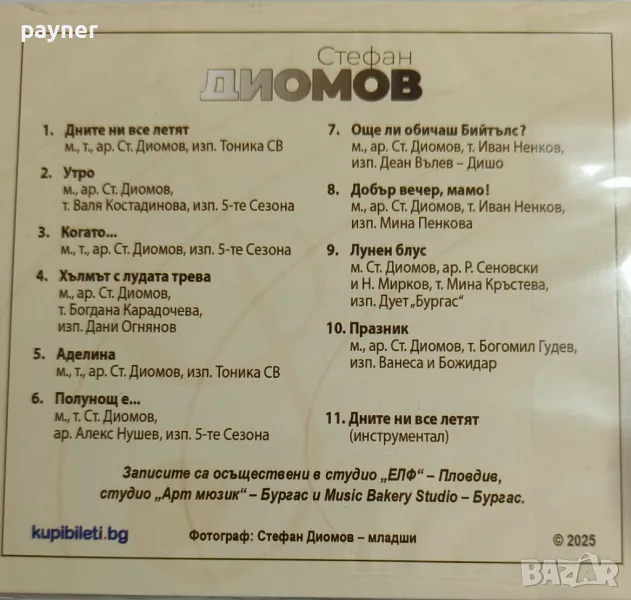 payner
Стефан
ДИОМОВ
1. Дните ни все летят
м., т., ар. Ст. Диомов, изп. Тоника СВ
2. Утро
м., ар. Ст. Диомов,
т. Валя Костадинова, изп. 5-те Сезона
3. Когато...
м., т., ар. Ст. Диомов, изп. 5-те Сезона
4. Хълмът с лудата трева
м., ар. Ст. Диомов,
т. Богдана Карадочева,
изп. Дани Огнянов
5. Аделина
м., т., ар. Ст. Диомов, изп. Тоника СВ
6. Полунощ е...
м., т. Ст. Диомов,
ар. Алекс Нушев, изп. 5-те Сезона
7. Още ли обичаш Бийтълс?
м., ар. Ст. Диомов, т. Иван Ненков,
изп. Деан Вълев – Дишо
8. Добър вечер, мамо!
м., ар. Ст. Диомов, т. Иван Ненков,
изп. Мина Пенкова
9. Лунен блус
м. Ст. Диомов, ар. Р. Сеновски
и Н. Мирков, т. Мина Кръстева,
изп. Дует „Бургас“
10. Празник
м., ар. Ст. Диомов, т. Богомил Гудев,
изп. Ванеса и Божидар
11. Дните ни все летят
(инструментал)
Записите са осъществени в студио „ЕЛФ“ – Пловдив,
студио „Арт мюзик“ – Бургас и Music Bakery Studio – Бургас.
kupibileti.bg
Фотограф: Стефан Диомов – младши
© 2025
BAZAR